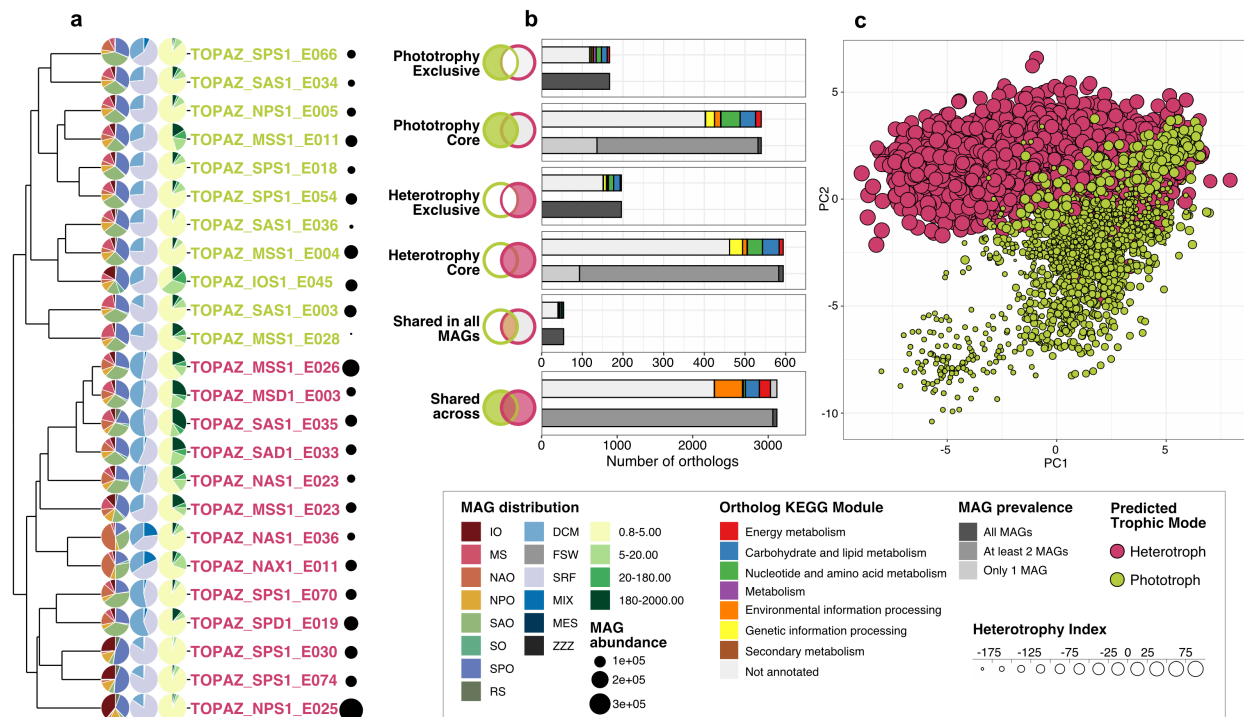 a
TOPAZ_SPS1_E066
TOPAZ_SAS1_E034
TOPAZ_NPS1_E005
TOPAZ_MSS1_E011
TOPAZ_SPS1_E018
TOPAZ_SPS1_E054
TOPAZ_SAS1_E036
TOPAZ_MSS1_E004
TOPAZ_IOS1_E045
TOPAZ_SAS1_E003
TOPAZ_MSS1_E028
TOPAZ_MSS1_E026
TOPAZ_MSD1_E003
TOPAZ_SAS1_E035
TOPAZ_SAD1_E033
TOPAZ_NAS1_E023
TOPAZ_MSS1_E023
TOPAZ_NAS1_E036
TOPAZ_NAX1_E011
TOPAZ_SPS1_E070
TOPAZ_SPD1_E019
TOPAZ_SPS1_E030
TOPAZ_SPS1_E074
TOPAZ_NPS1_E025
b
Phototrophy
Exclusive
Phototrophy
Core
Heterotrophy
Exclusive
Heterotrophy
Core
Shared in all
MAGs
0 100 200 300 400 500 600
Shared
across
0 1000 2000 3000
Number of orthologs
c
5
0
-5
-10
PC2
-5 0 5
PC1
MAG distribution
IO
MS
NAO
NPO
SAO
SO
SPO
RS
DCM
FSW
SRF
MIX
MES
ZZZ
0.8-5.00
5-20.00
20-180.00
180-2000.00
MAG
abundance
1e+05
2e+05
3e+05
Ortholog KEGG Module
Energy metabolism
Carbohydrate and lipid metabolism
Nucleotide and amino acid metabolism
Metabolism
Environmental information processing
Genetic information processing
Secondary metabolism
Not annotated
MAG prevalence
All MAGs
At least 2 MAGs
Only 1 MAG
Predicted
Trophic Mode
Heterotroph
Phototroph
Heterotrophy Index
-175 -125 -75 -25 0 25 75